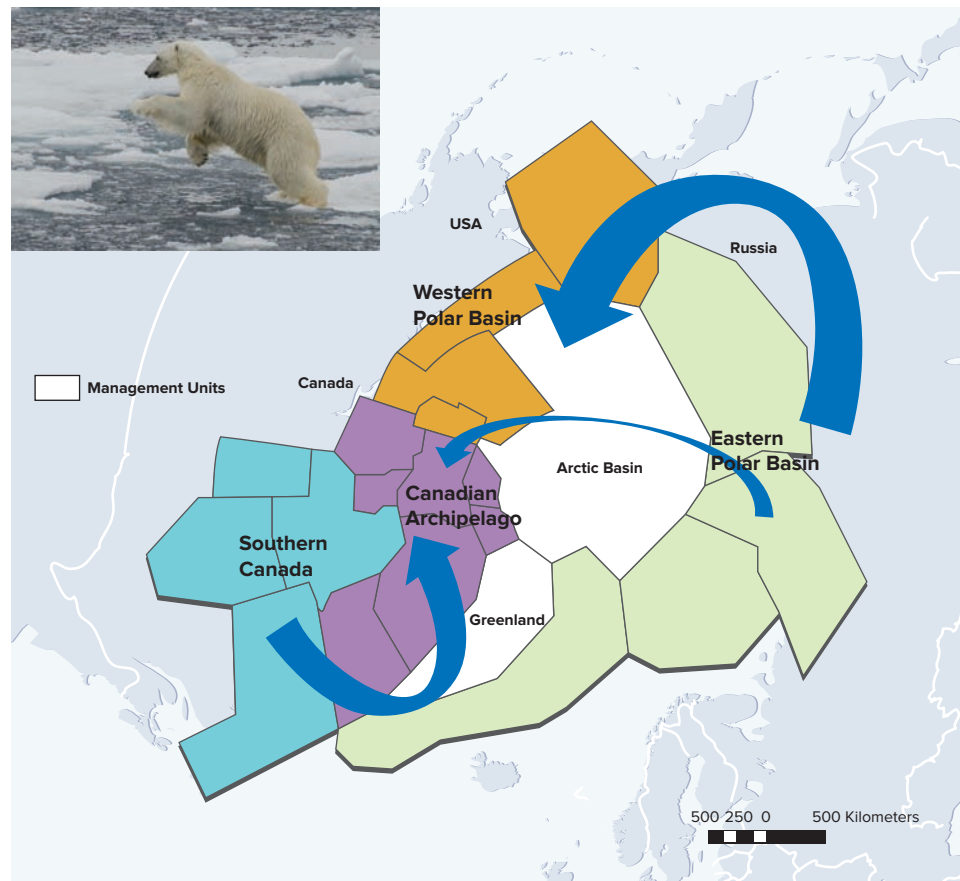 USA
Russia
Western
Polar Basin
Canada
Management Units
Eastern
Polar Basin
Arctic Basin
Canadian
Archipelago
Southern
Canada
Greenland
500 250 0 500 Kilometers